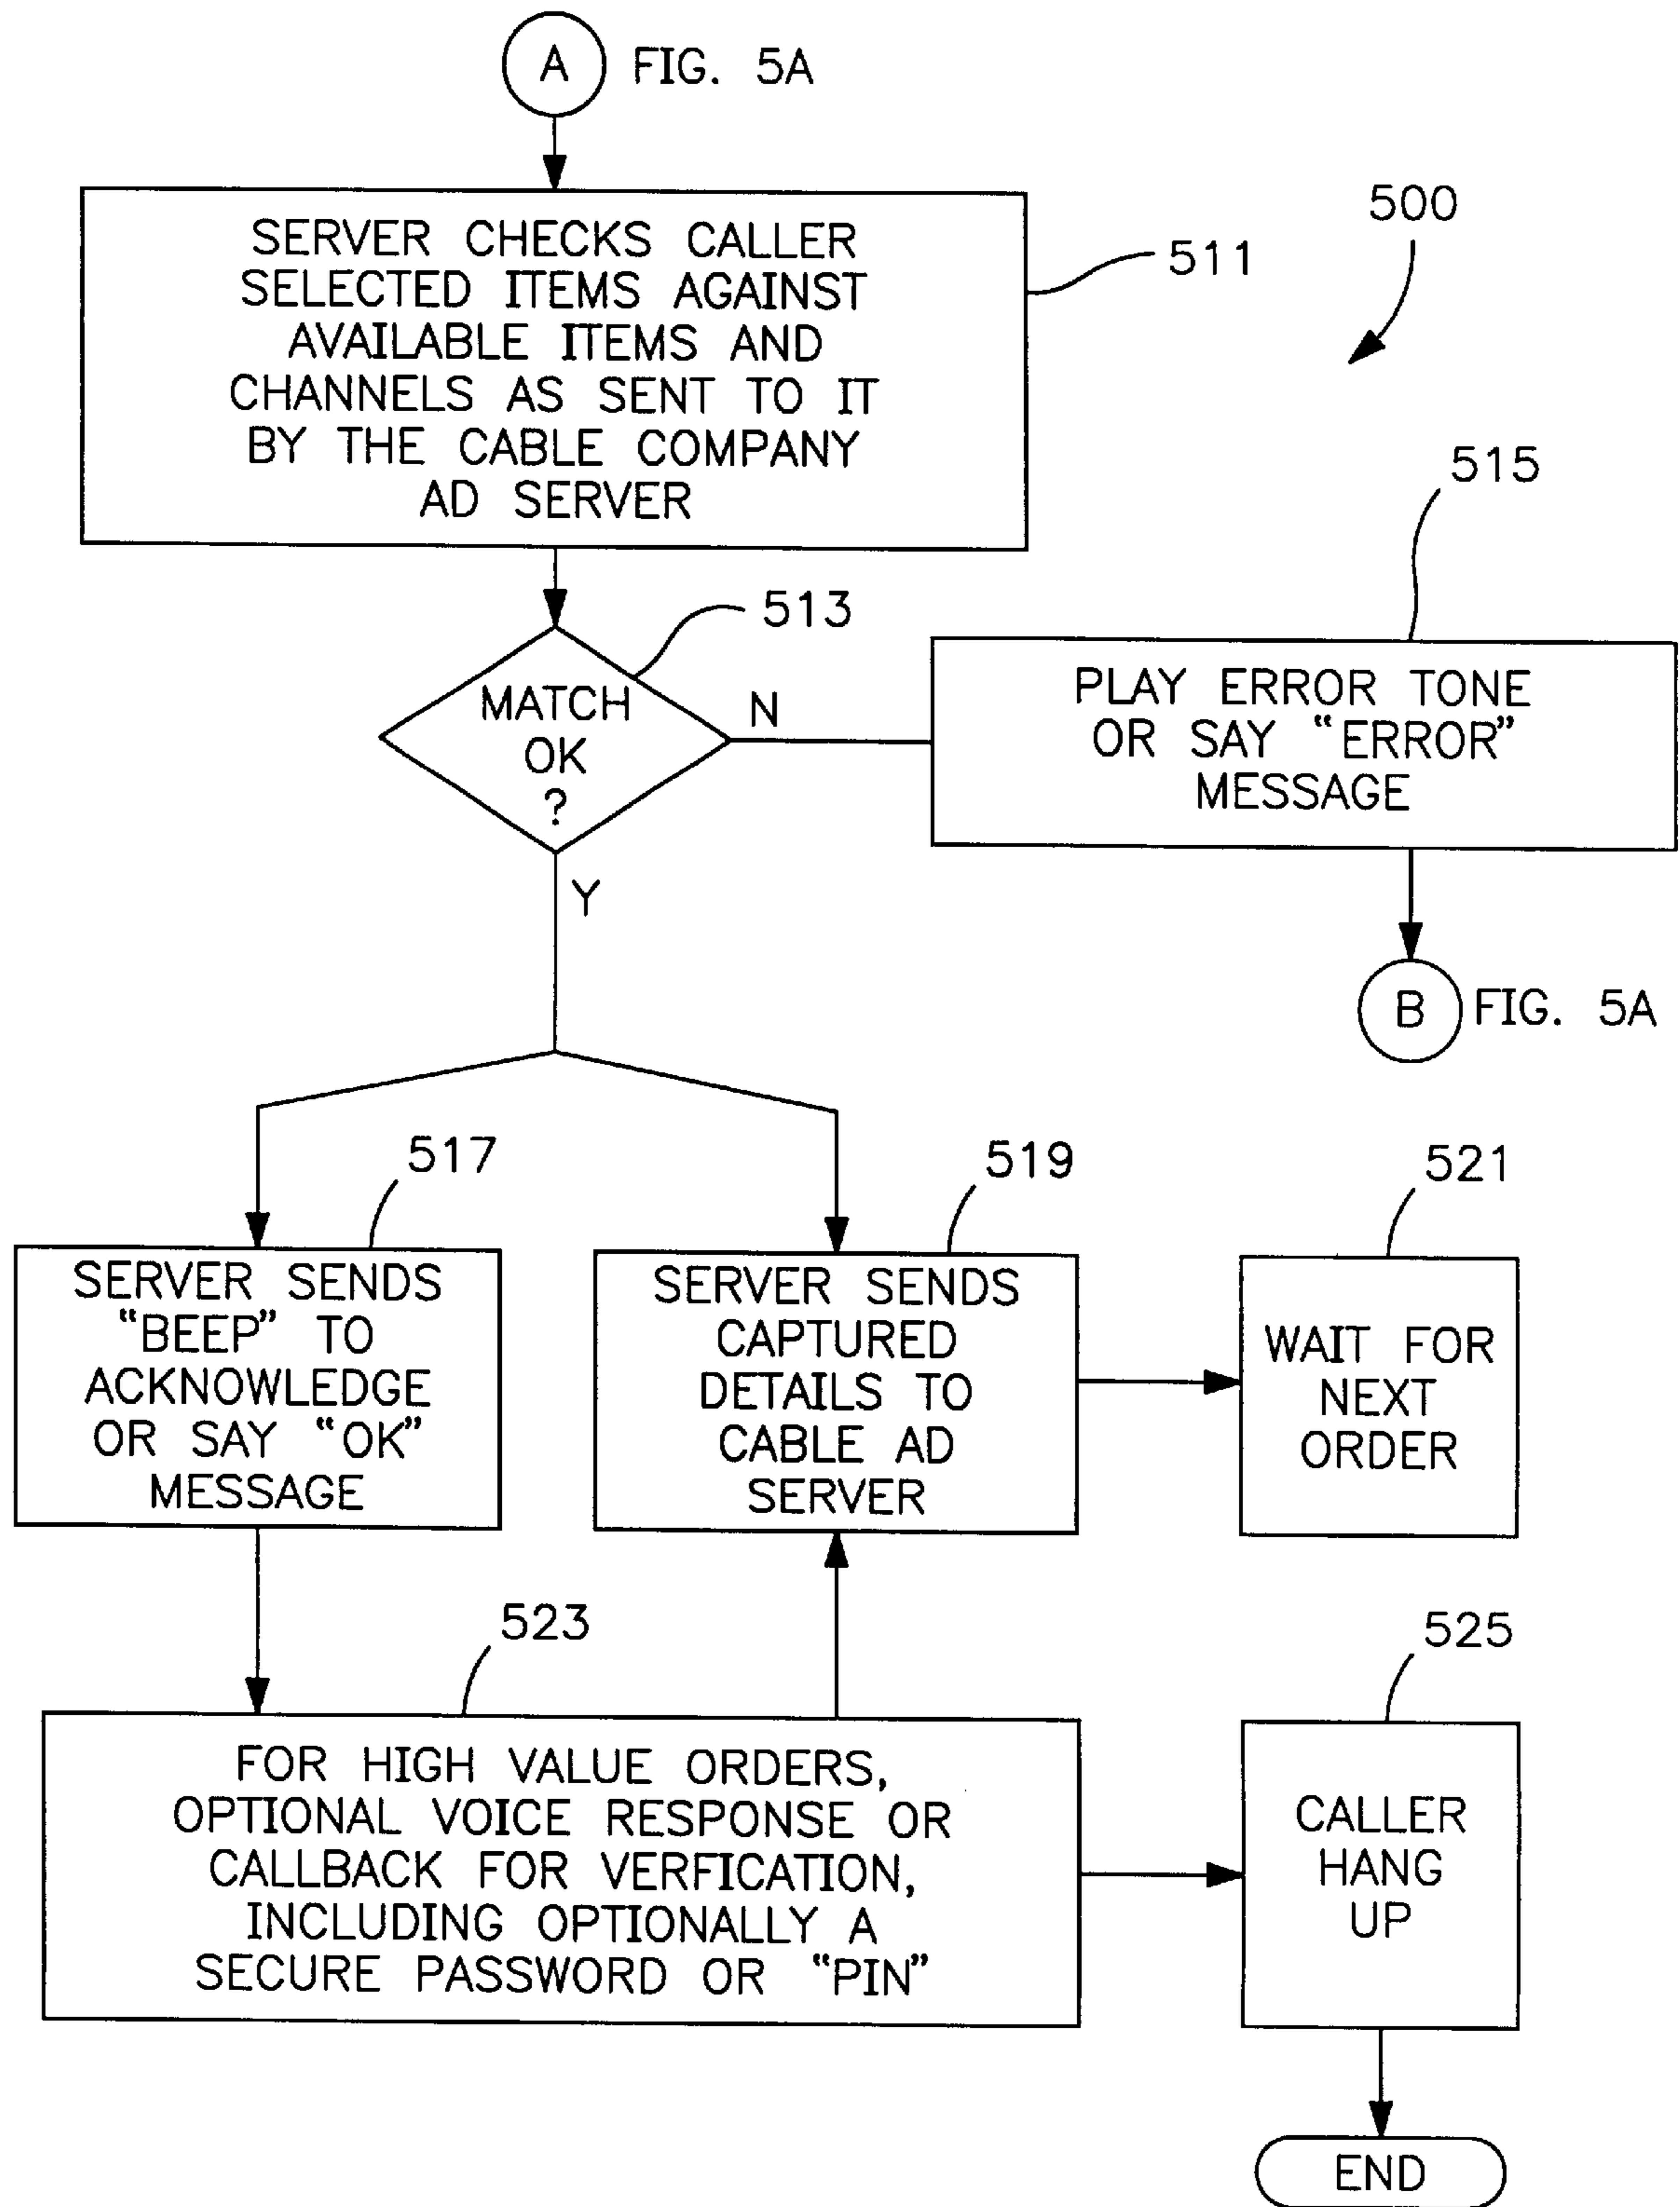 A FIG. 5A
500
SERVER CHECKS CALLER
SELECTED ITEMS AGAINST
AVAILABLE ITEMS AND
CHANNELS AS SENT TO IT
BY THE CABLE COMPANY
AD SERVER
511
513
MATCH
OK
?
N
Y
515
PLAY ERROR TONE
OR SAY “ERROR”
MESSAGE
B FIG. 5A
517
SERVER SENDS
“BEEP” TO
ACKNOWLEDGE
OR SAY “OK”
MESSAGE
519
SERVER SENDS
CAPTURED
DETAILS TO
CABLE AD
SERVER
521
WAIT FOR
NEXT
ORDER
523
FOR HIGH VALUE ORDERS,
OPTIONAL VOICE RESPONSE OR
CALLBACK FOR VERFICATION,
INCLUDING OPTIONALLY A
SECURE PASSWORD OR “PIN”
525
CALLER
HANG
UP
END